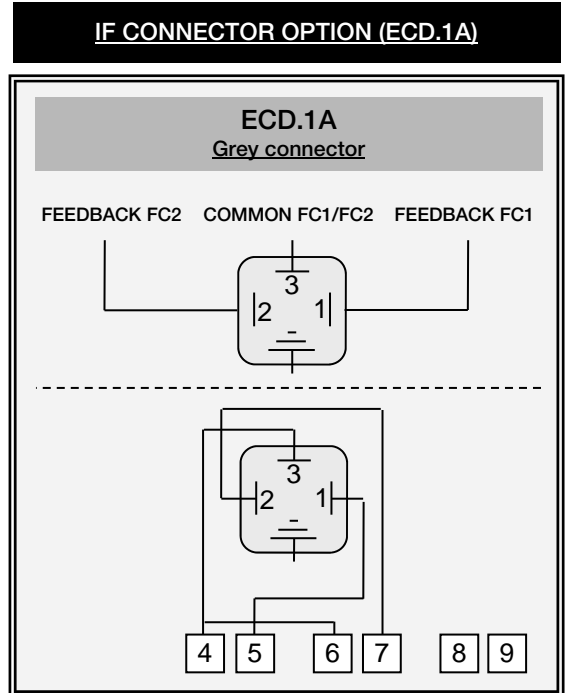 IF CONNECTOR OPTION (ECD.1A)
ECD.1A
Grey connector
FEEDBACK FC2 COMMON FC1/FC2 FEEDBACK FC1
3
2 1
3
2 1
4 5 6 7 8 9